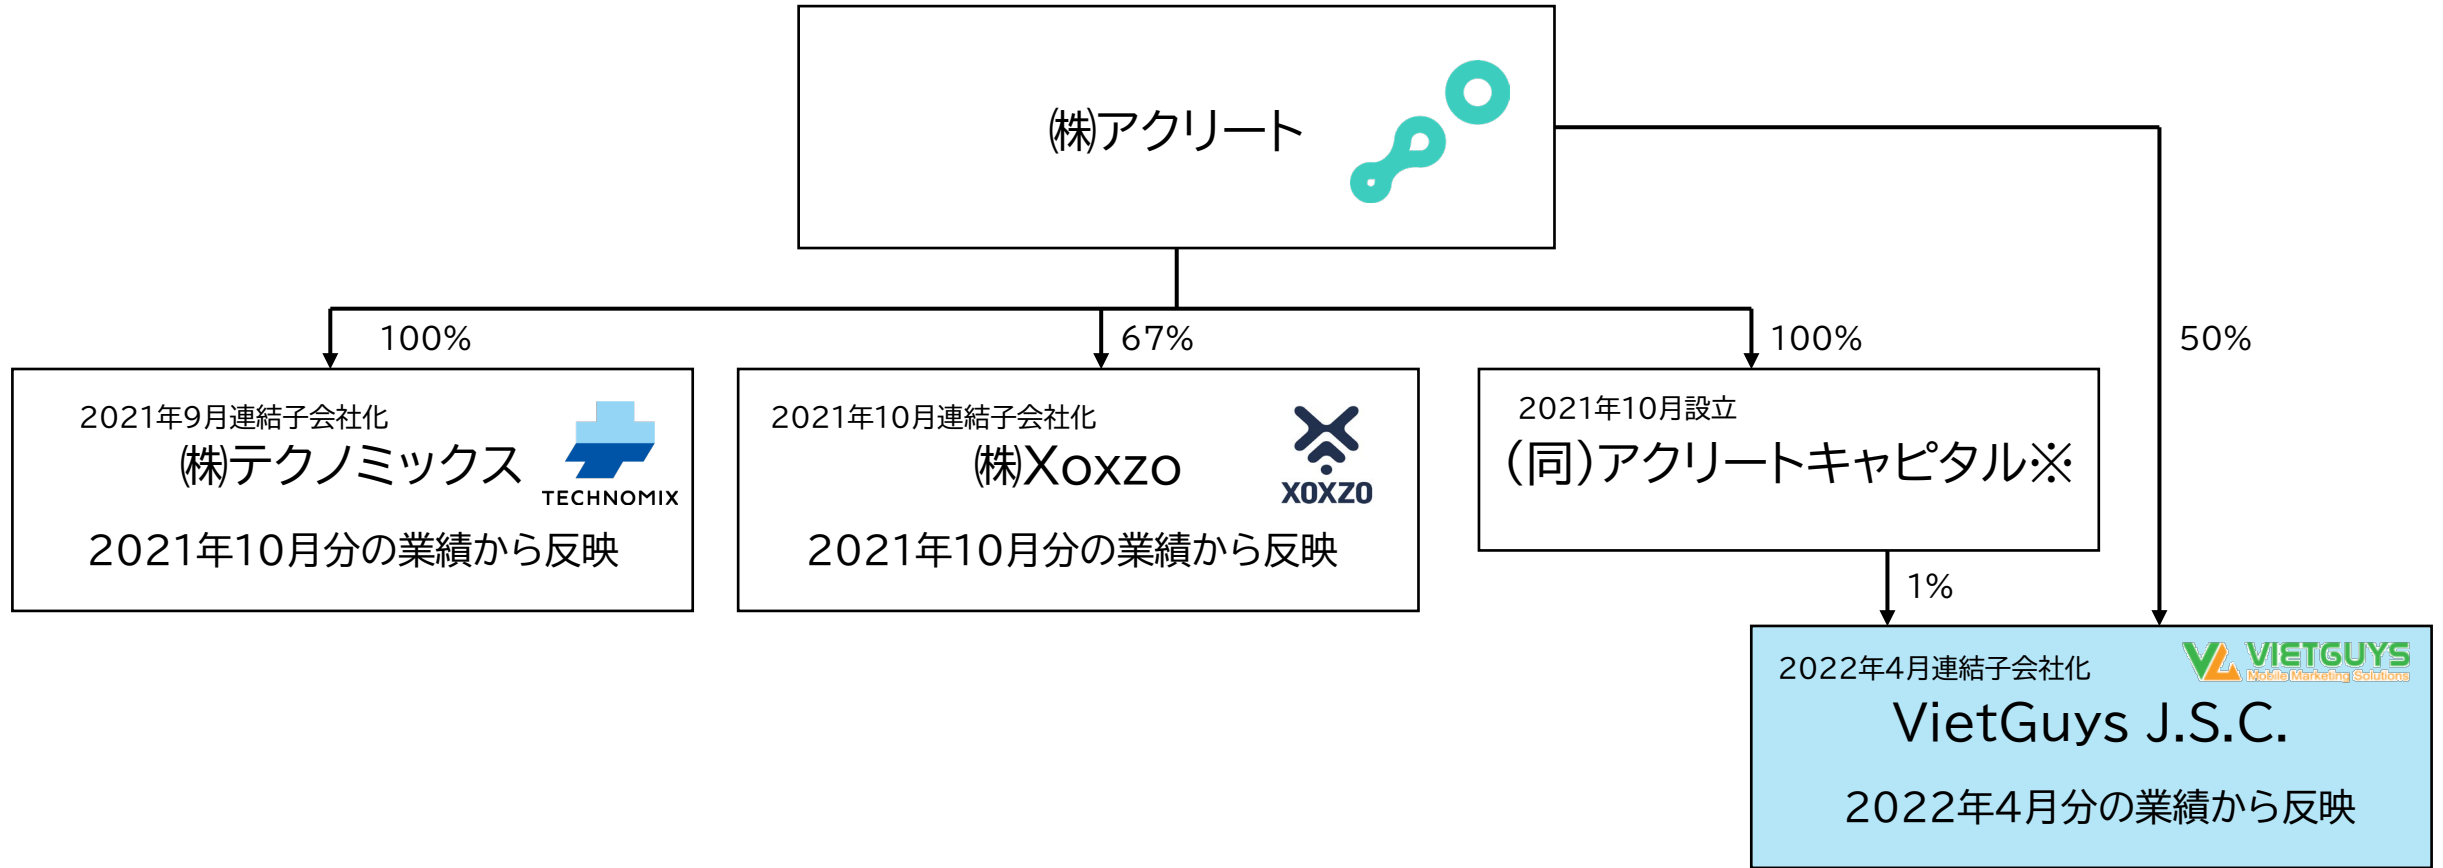 ㈱アクリート
100%
67%
100%
50%
2021年9月連結子会社化
㈱テクノミックス
TECHNOMIX
2021年10月分の業績から反映
2021年10月連結子会社化
㈱Xoxzo
XOXZO
2021年10月分の業績から反映
2021年10月設立
(同)アクリートキャピタル※
1%
2022年4月連結子会社化
VIETGUYS
Mobile Marketing Solutions
VietGuys J.S.C.
2022年4月分の業績から反映